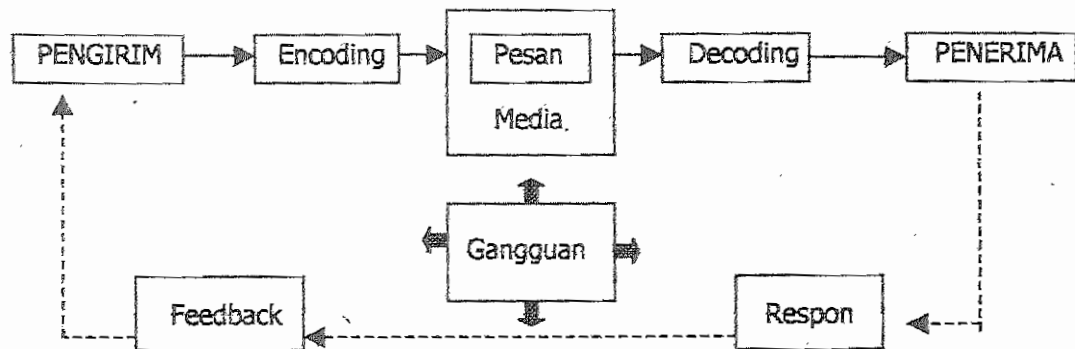 PENGIRIM
Encoding
Pesan
Media
Decoding
PENERIMA
Gangguan
Feedback
Respon